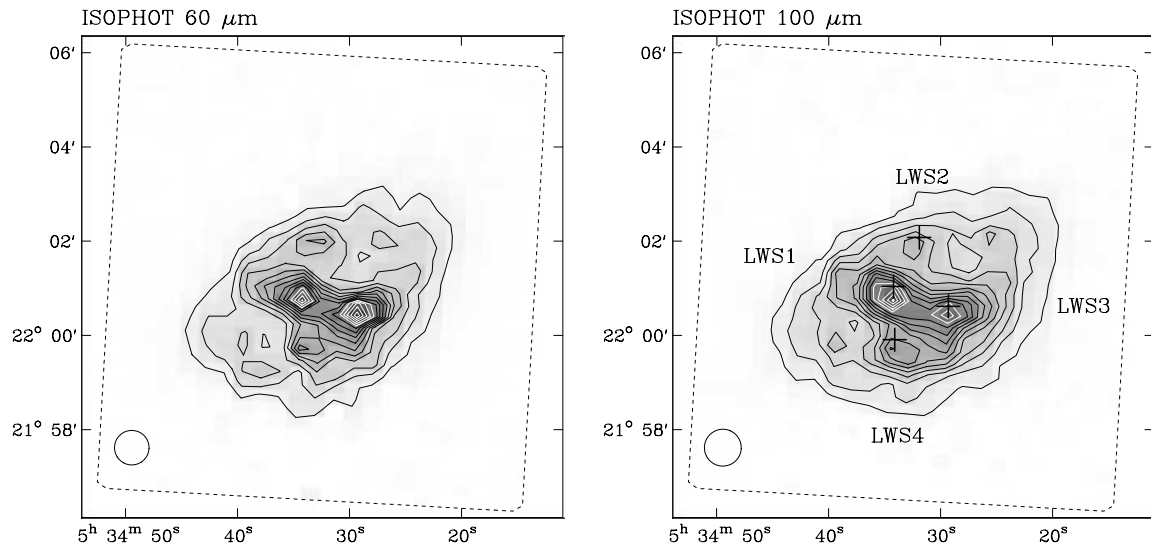 ISOPHOT 60 μm
ISOPHOT 100 μm
06′
04′
02′
22° 00′
21° 58′
5ʰ 34ᵐ 50ˢ
40ˢ
30ˢ
20ˢ
06′
04′
02′
22° 00′
21° 58′
LWS2
LWS1
LWS3
LWS4
5ʰ 34ᵐ 50ˢ
40ˢ
30ˢ
20ˢ